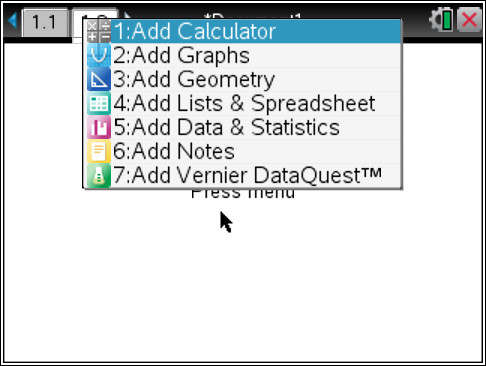 1.1
1:Add Calculator
2:Add Graphs
3:Add Geometry
4:Add Lists & Spreadsheet
5:Add Data & Statistics
6:Add Notes
7:Add Vernier DataQuest™
Press menu